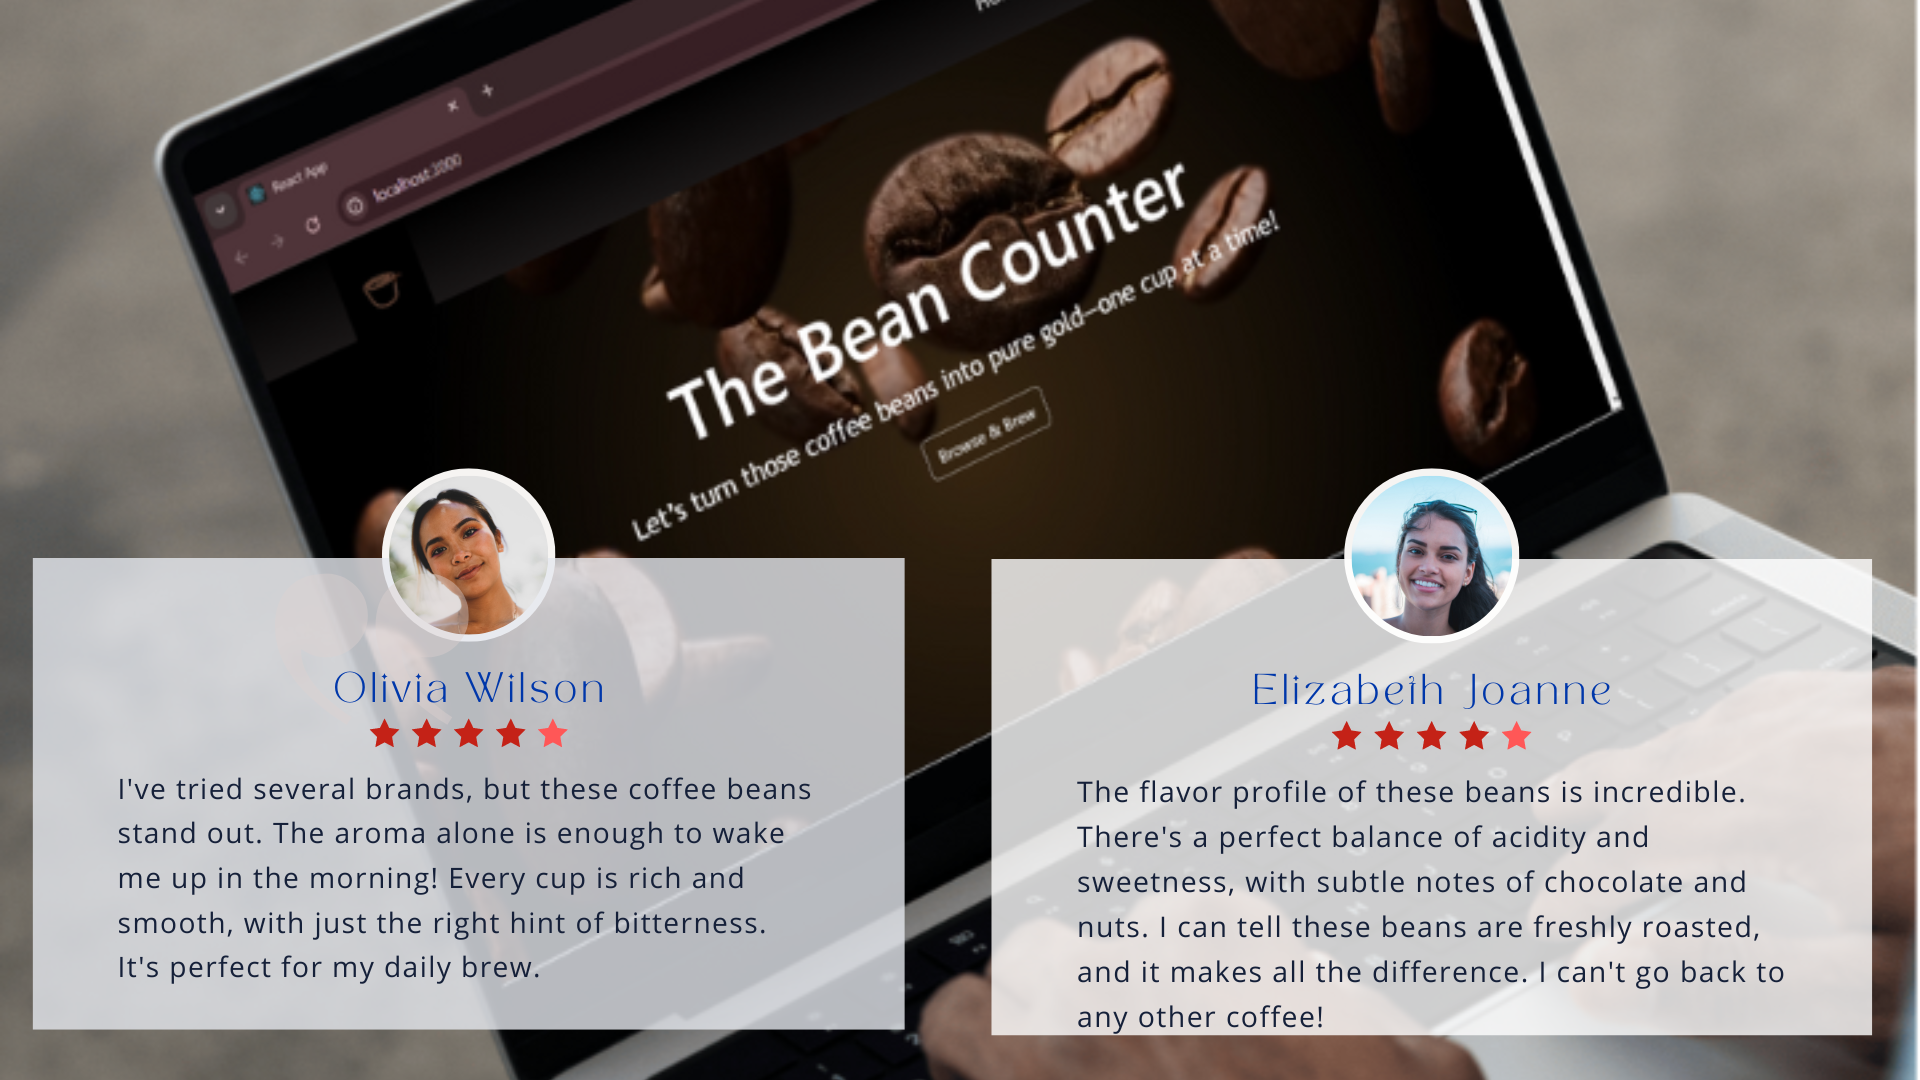 React App
localhost:3000
The Bean Counter
Let's turn those coffee beans into pure gold—one cup at a time!
Browse & Brew
Olivia Wilson
I've tried several brands, but these coffee beans
stand out. The aroma alone is enough to wake
me up in the morning! Every cup is rich and
smooth, with just the right hint of bitterness.
It's perfect for my daily brew.
Elizabeth Joanne
The flavor profile of these beans is incredible.
There's a perfect balance of acidity and
sweetness, with subtle notes of chocolate and
nuts. I can tell these beans are freshly roasted,
and it makes all the difference. I can't go back to
any other coffee!